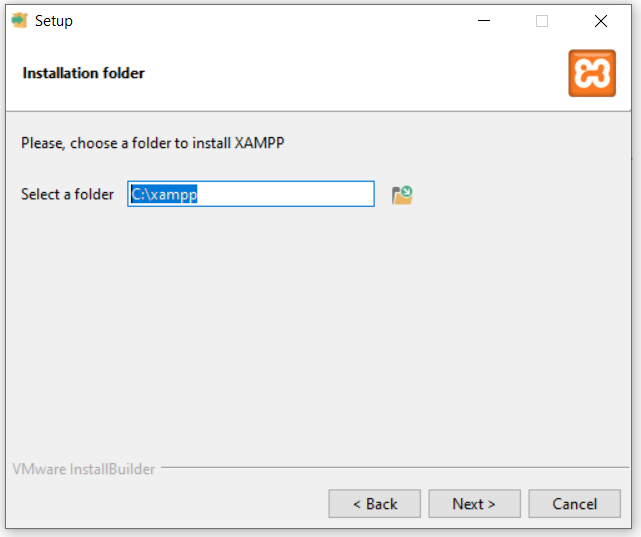 Setup
Installation folder
Please, choose a folder to install XAMPP
Select a folder C:\xampp
VMware InstallBuilder
< Back Next > Cancel